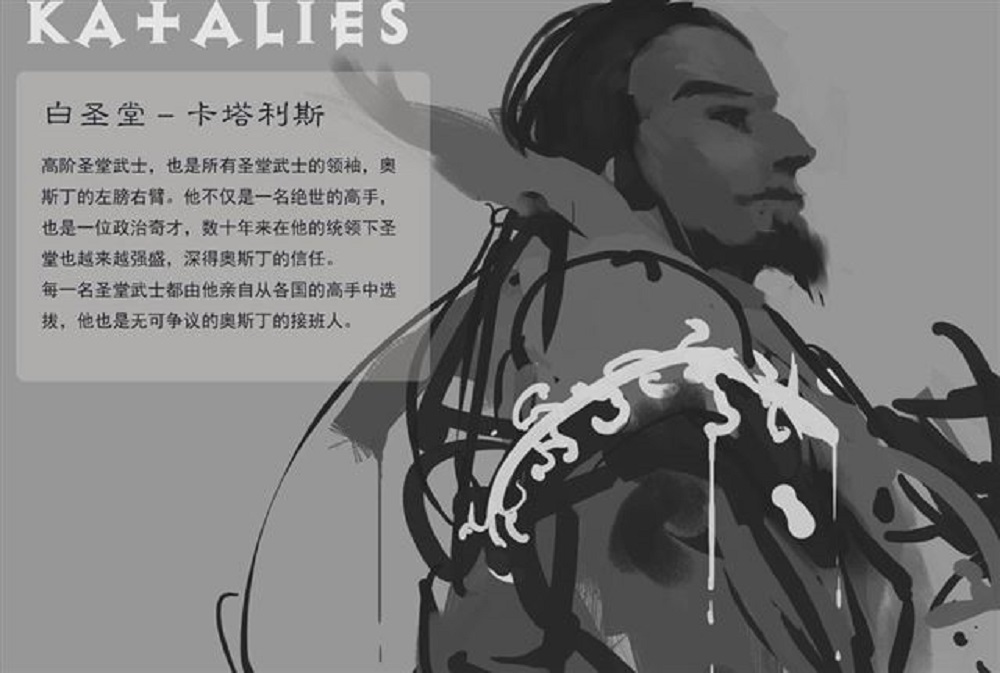 KATALIES
白圣堂－卡塔利斯
高阶圣堂武士，也是所有圣堂武士的领袖，奥
斯丁的左膀右臂。他不仅是一名绝世的高手，
也是一位政治奇才，数十年来在他的统领下圣
堂也越来越强盛，深得奥斯丁的信任。
每一名圣堂武士都由他亲自从各国的高手中选
拔，他也是无可争议的奥斯丁的接班人。